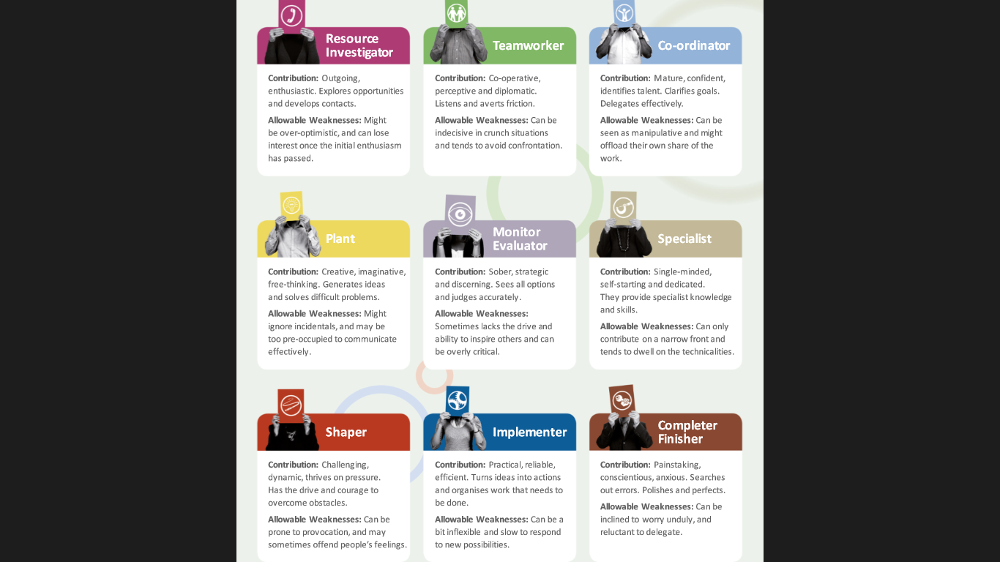 Resource
Investigator
Contribution: Outgoing,
enthusiastic. Explores opportunities
and develops contacts.
Allowable Weaknesses: Might
be over-optimistic, and can lose
interest once the initial enthusiasm
has passed.
Teamworker
Contribution: Co-operative,
perceptive and diplomatic.
Listens and averts friction.
Allowable Weaknesses: Can be
indecisive in crunch situations
and tends to avoid confrontation.
Co-ordinator
Contribution: Mature, confident,
identifies talent. Clarifies goals.
Delegates effectively.
Allowable Weaknesses: Can be
seen as manipulative and might
offload their own share of the
work.
Plant
Contribution: Creative, imaginative,
free-thinking. Generates ideas
and solves difficult problems.
Allowable Weaknesses: Might
ignore incidentals, and may be
too pre-occupied to communicate
effectively.
Monitor
Evaluator
Contribution: Sober, strategic
and discerning. Sees all options
and judges accurately.
Allowable Weaknesses:
Sometimes lacks the drive and
ability to inspire others and can
be overly critical.
Specialist
Contribution: Single-minded,
self-starting and dedicated.
They provide specialist knowledge
and skills.
Allowable Weaknesses: Can only
contribute on a narrow front and
tends to dwell on the technicalities.
Shaper
Contribution: Challenging,
dynamic, thrives on pressure.
Has the drive and courage to
overcome obstacles.
Allowable Weaknesses: Can be
prone to provocation, and may
sometimes offend people’s feelings.
Implementer
Contribution: Practical, reliable,
efficient. Turns ideas into actions
and organises work that needs to
be done.
Allowable Weaknesses: Can be a
bit inflexible and slow to respond
to new possibilities.
Completer
Finisher
Contribution: Painstaking,
conscientious, anxious. Searches
out errors. Polishes and perfects.
Allowable Weaknesses: Can be
inclined to worry unduly, and
reluctant to delegate.